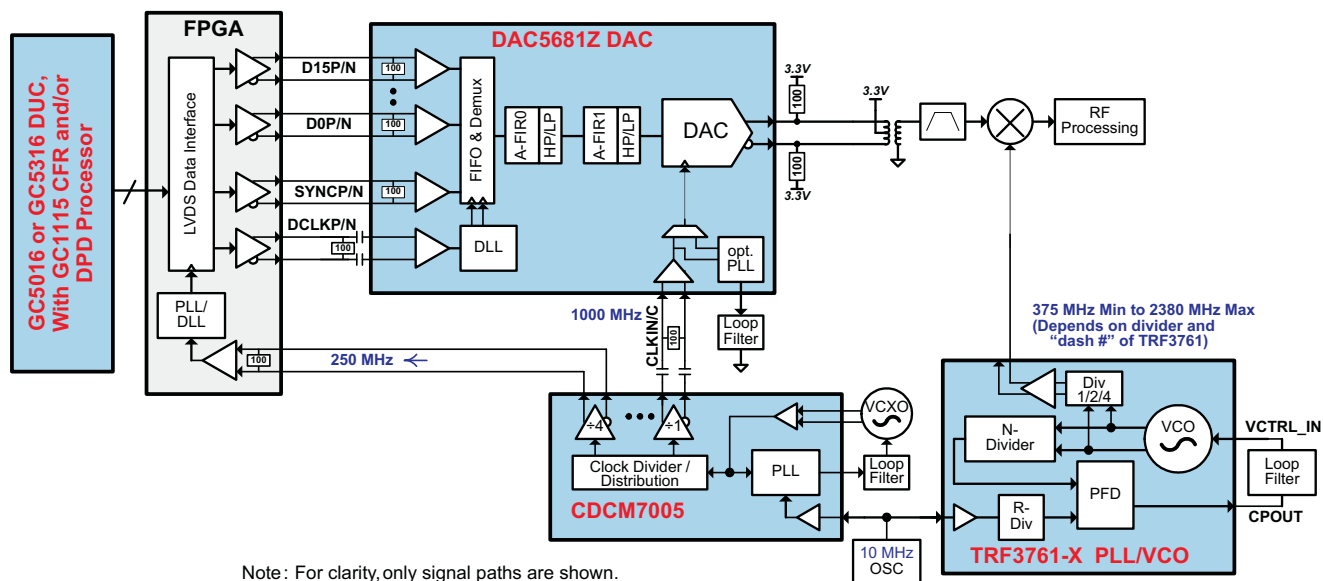 GC5016 or GC5316 DUC,
With GC1115 CFR and/or
DPD Processor
FPGA
LVDS Data Interface
PLL/
DLL
100
250 MHz
D15P/N
100
D0P/N
100
SYNCP/N
100
DCLKP/N
100
DAC5681Z DAC
FIFO & Demux
DLL
A-FIR0
HP/LP
A-FIR1
HP/LP
DAC
opt.
PLL
Loop
Filter
1000 MHz
CLKIN/C
100
3.3V
100
100
3.3V
3.3V
RF
Processing
375 MHz Min to 2380 MHz Max
(Depends on divider and
“dash #” of TRF3761)
÷4
÷1
Clock Divider /
Distribution
PLL
VCXO
Loop
Filter
CDCM7005
10 MHz
OSC
Div
1/2/4
N-
Divider
VCO
R-
Div
PFD
VCTRL_IN
Loop
Filter
CPOUT
TRF3761-X PLL/VCO
Note: For clarity, only signal paths are shown.